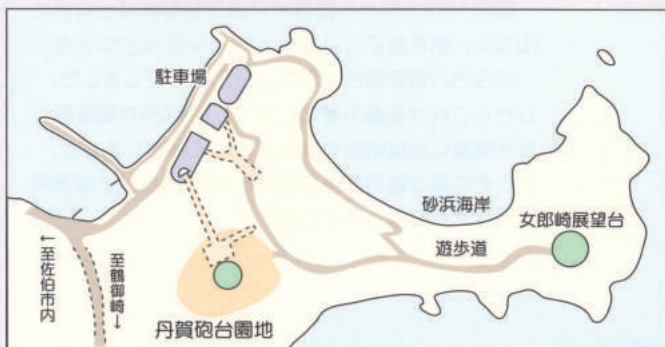 駐車場
砂浜海岸
女郎崎展望台
遊歩道
←至佐伯市内
至鶴御崎→
丹賀砲台園地